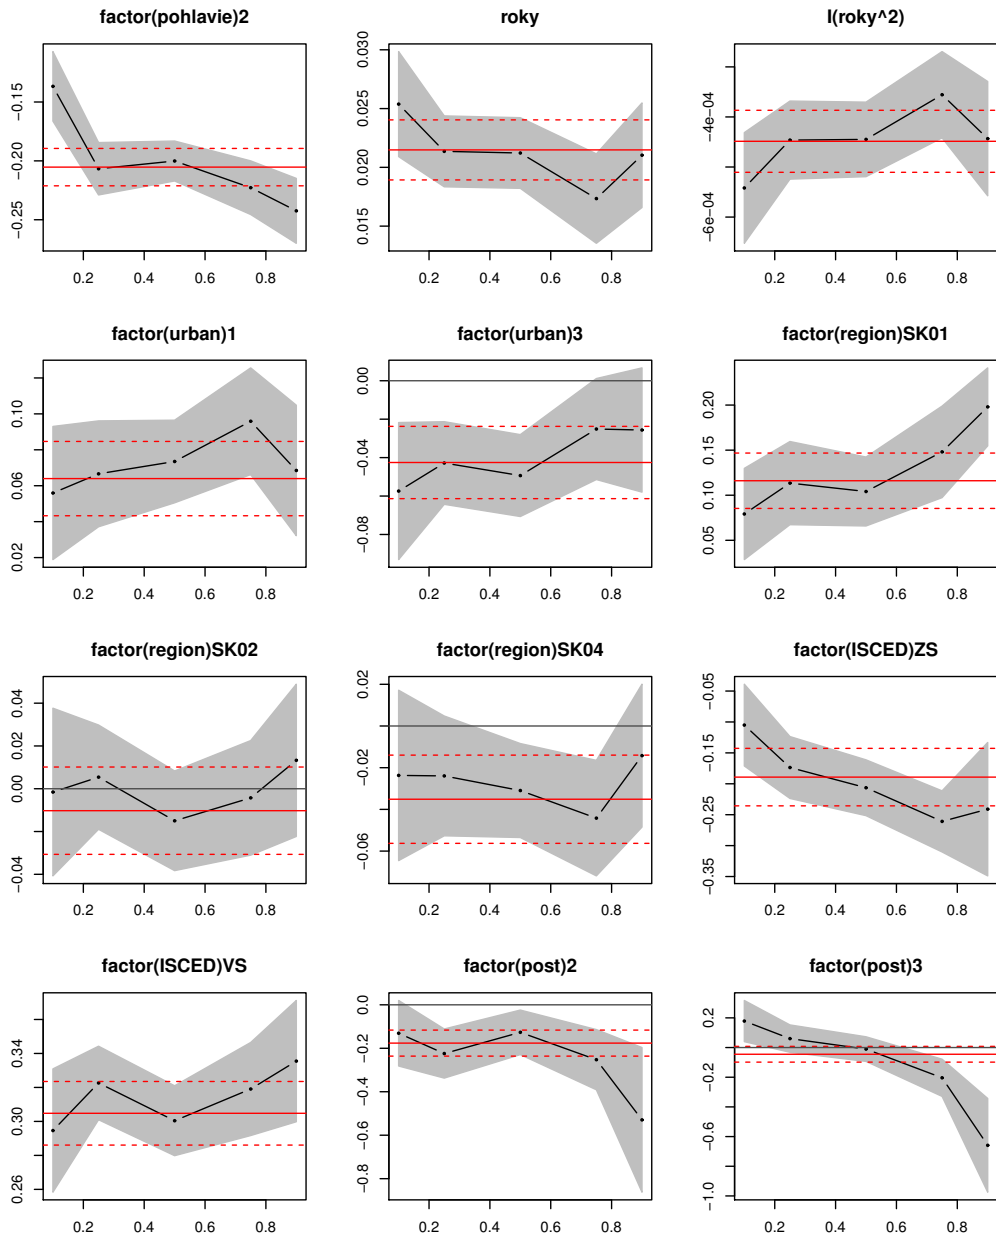 factor(pohlavie)2
−0.15
−0.20
−0.25
0.2 0.4 0.6 0.8
roky
0.030
0.025
0.020
0.015
0.2 0.4 0.6 0.8
I(roky^2)
−4e−04
−6e−04
0.2 0.4 0.6 0.8
factor(urban)1
0.10
0.06
0.02
0.2 0.4 0.6 0.8
factor(urban)3
0.00
−0.04
−0.08
0.2 0.4 0.6 0.8
factor(region)SK01
0.20
0.15
0.10
0.05
0.2 0.4 0.6 0.8
factor(region)SK02
0.04
0.02
0.00
−0.04
0.2 0.4 0.6 0.8
factor(region)SK04
0.02
−0.02
−0.06
0.2 0.4 0.6 0.8
factor(ISCED)ZS
−0.05
−0.15
−0.25
−0.35
0.2 0.4 0.6 0.8
factor(ISCED)VS
0.34
0.30
0.26
0.2 0.4 0.6 0.8
factor(post)2
0.0
−0.2
−0.4
−0.6
−0.8
0.2 0.4 0.6 0.8
factor(post)3
0.2
−0.2
−0.6
−1.0
0.2 0.4 0.6 0.8